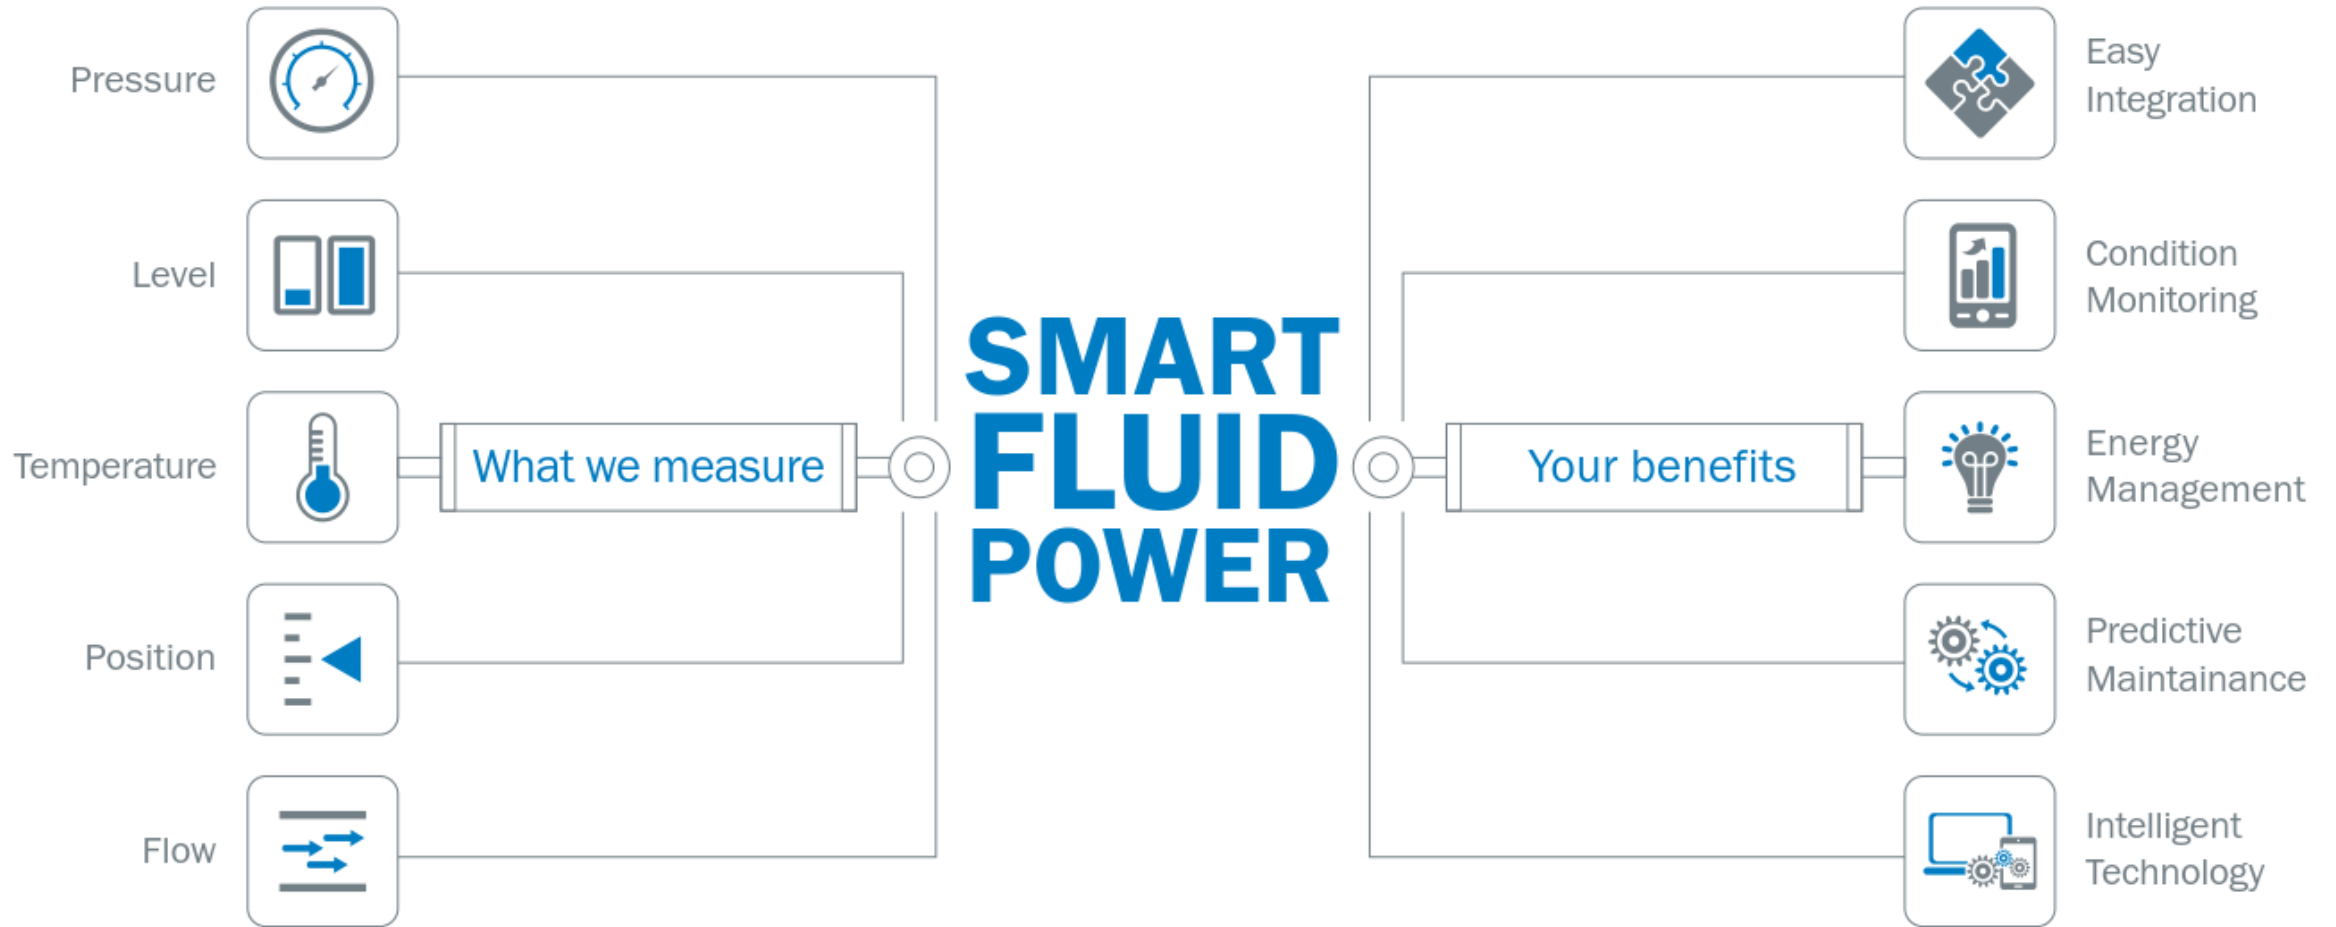 Pressure
Level
Temperature
Position
Flow
What we measure
SMART
FLUID
POWER
Your benefits
Easy
Integration
Condition
Monitoring
Energy
Management
Predictive
Maintainance
Intelligent
Technology